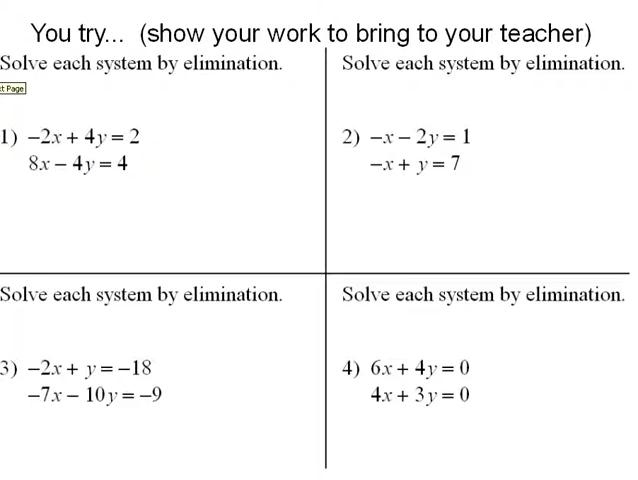 You try... (show your work to bring to your teacher)
Solve each system by elimination.
xt Page
1) −2x + 4y = 2
8x − 4y = 4
Solve each system by elimination.
2) −x − 2y = 1
−x + y = 7
Solve each system by elimination.
3) −2x + y = −18
−7x − 10y = −9
Solve each system by elimination.
4) 6x + 4y = 0
4x + 3y = 0